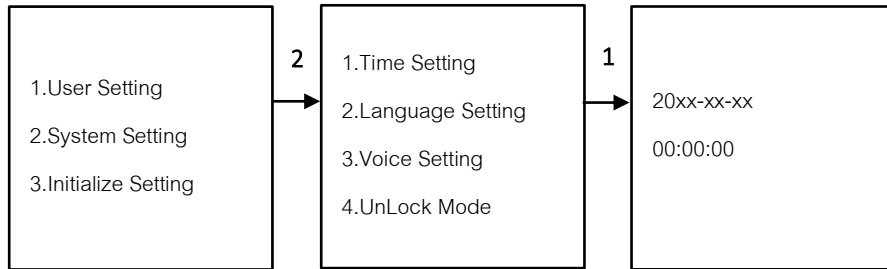 1.User Setting
2.System Setting
3.Initialize Setting
2
1.Time Setting
2.Language Setting
3.Voice Setting
4.UnLock Mode
1
20xx-xx-xx
00:00:00